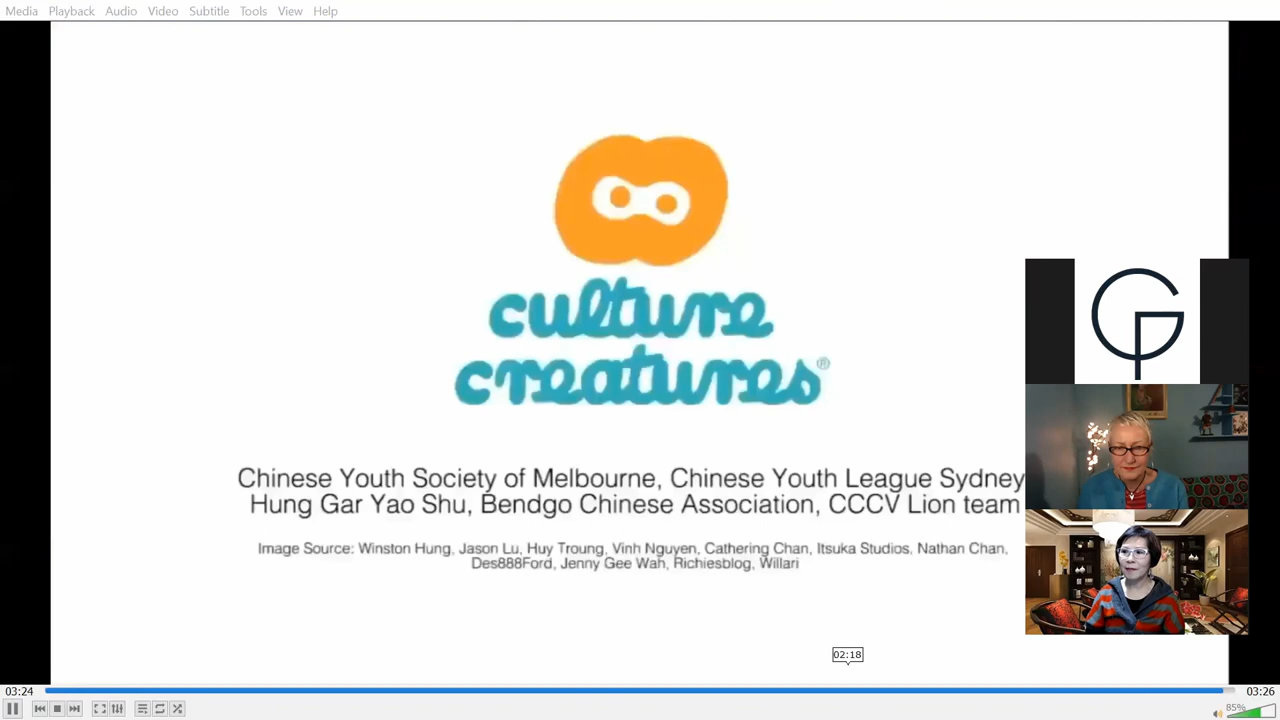 Media Playback Audio Video Subtitle Tools View Help
culture
creatures®
Chinese Youth Society of Melbourne, Chinese Youth League Sydney
Hung Gar Yao Shu, Bendgo Chinese Association, CCCV Lion team
Image Source: Winston Hung, Jason Lu, Huy Troung, Vinh Nguyen, Cathering Chan, Itsuka Studios, Nathan Chan,
Des888Ford, Jenny Gee Wah, Richiesblog, Willari
02:18
03:24
03:26
85%